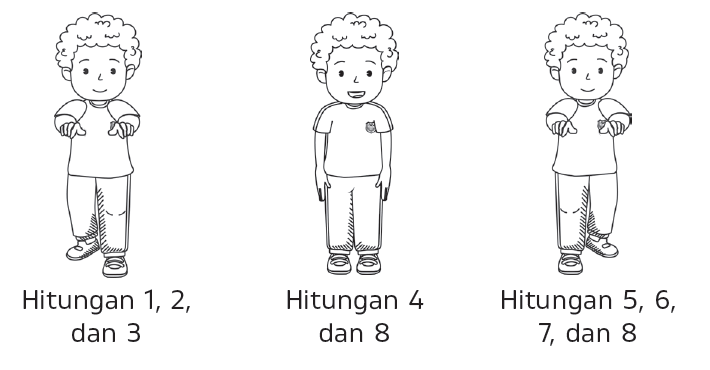 Hitungan 1, 2,
dan 3
Hitungan 4
dan 8
Hitungan 5, 6,
7, dan 8